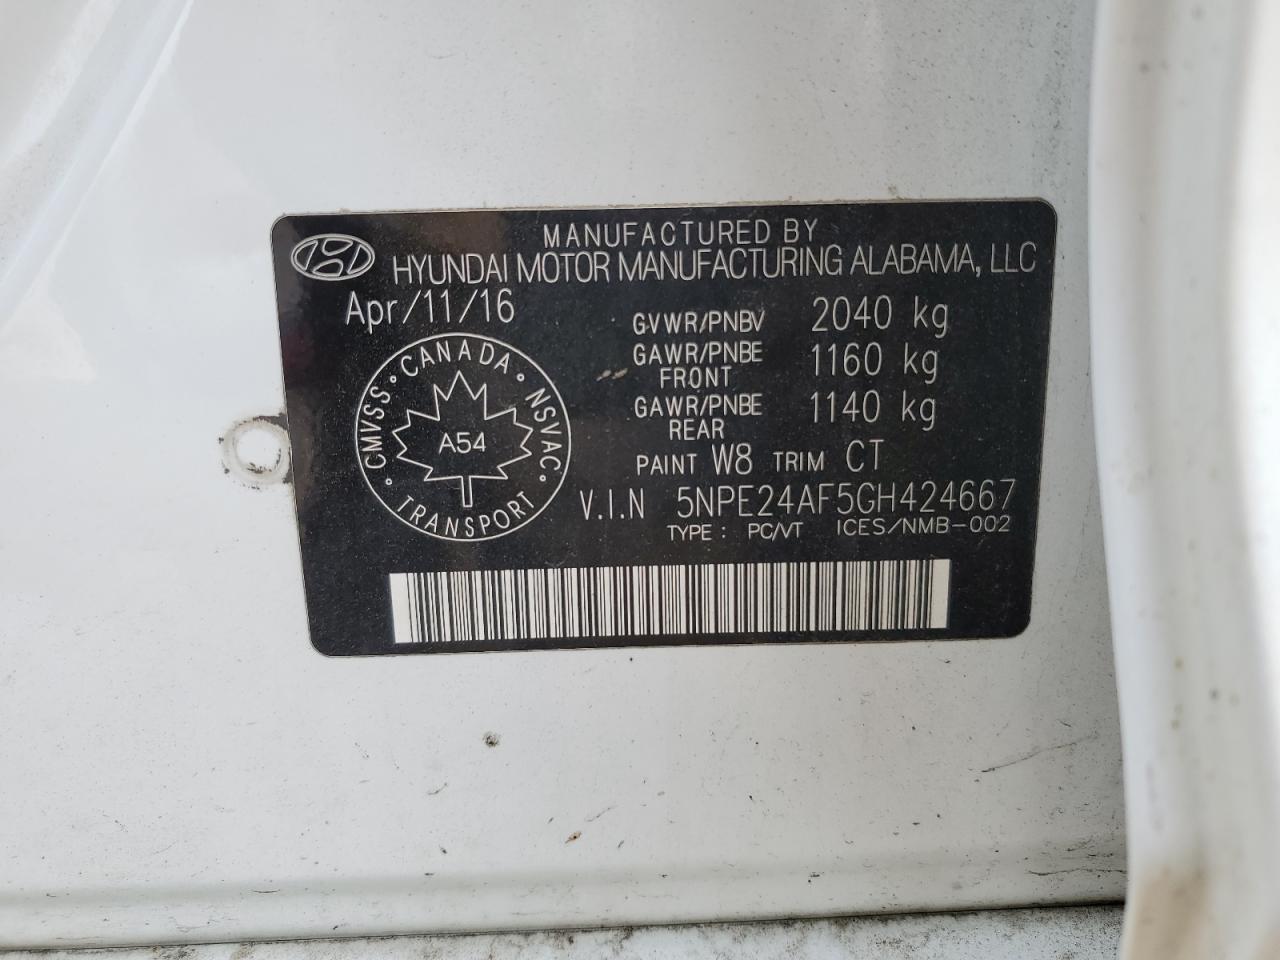 MANUFACTURED BY
HYUNDAI MOTOR MANUFACTURING ALABAMA, LLC
Apr/11/16
GVWR/PNBV 2040 kg
GAWR/PNBE FRONT 1160 kg
GAWR/PNBE REAR 1140 kg
PAINT W8 TRIM CT
V.I.N 5NPE24AF5GH424667
TYPE : PC/VT ICES/NMB-002
CANADA
CMVSS
NSVAC
TRANSPORT
A54